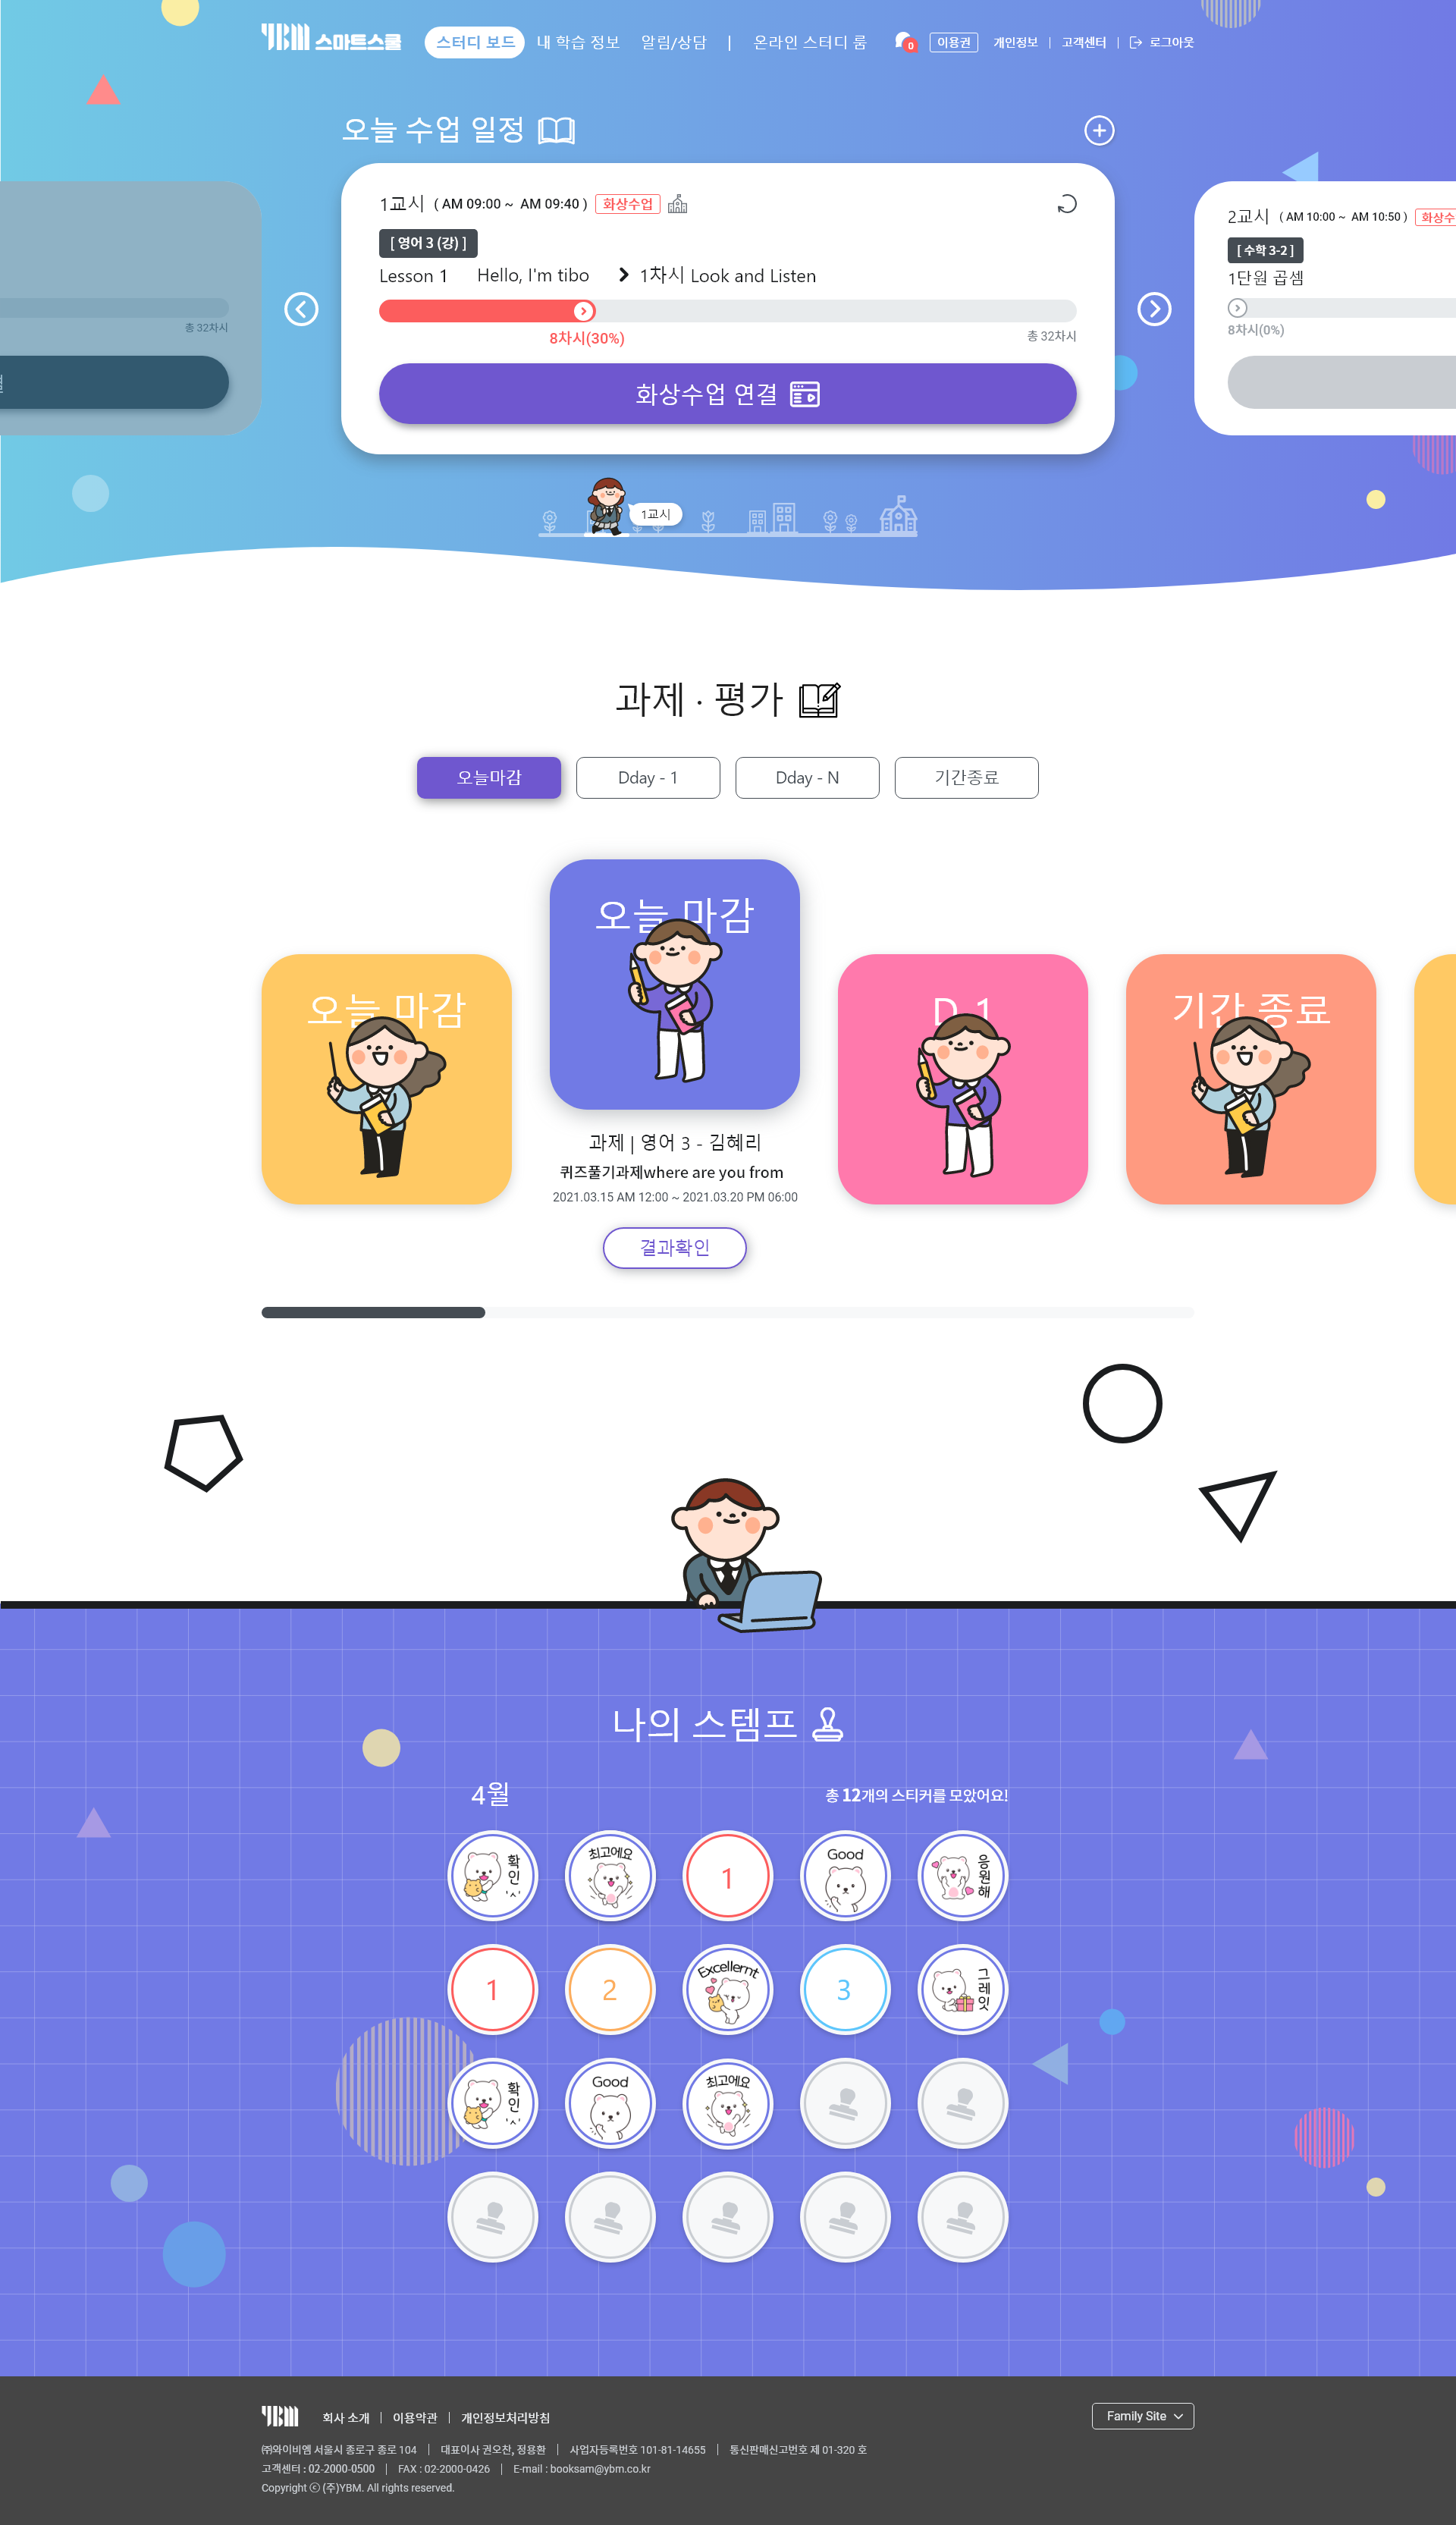 YBM 스마트스쿨
스터디 보드
내 학습 정보
알림/상담
|
온라인 스터디 룸
0
이용권
개인정보
고객센터
로그아웃
오늘 수업 일정
총 32차시
1교시 ( AM 09:00 ~ AM 09:40 ) 화상수업
[ 영어 3 (강) ]
Lesson 1 Hello, I'm tibo 1차시 Look and Listen
8차시(30%)
총 32차시
화상수업 연결
2교시 ( AM 10:00 ~ AM 10:50 ) 화상수
[ 수학 3-2 ]
1단원 곱셈
8차시(0%)
1교시
과제 · 평가
오늘마감
Dday - 1
Dday - N
기간종료
오늘 마감
오늘 마감
D-1
기간 종료
과제 | 영어 3 - 김혜리
퀴즈풀기과제where are you from
2021.03.15 AM 12:00 ~ 2021.03.20 PM 06:00
결과확인
나의 스템프
4월
총 12개의 스티커를 모았어요!
확인
최고에요
1
Good
응원해
1
2
Excellernt
3
그레잇
확인
Good
최고에요
YBM
회사 소개 | 이용약관 | 개인정보처리방침
Family Site
㈜와이비엠 서울시 종로구 종로 104 | 대표이사 권오찬, 정용환 | 사업자등록번호 101-81-14655 | 통신판매신고번호 제 01-320 호
고객센터 : 02-2000-0500 | FAX : 02-2000-0426 | E-mail : booksam@ybm.co.kr
Copyright ⓒ (주)YBM. All rights reserved.